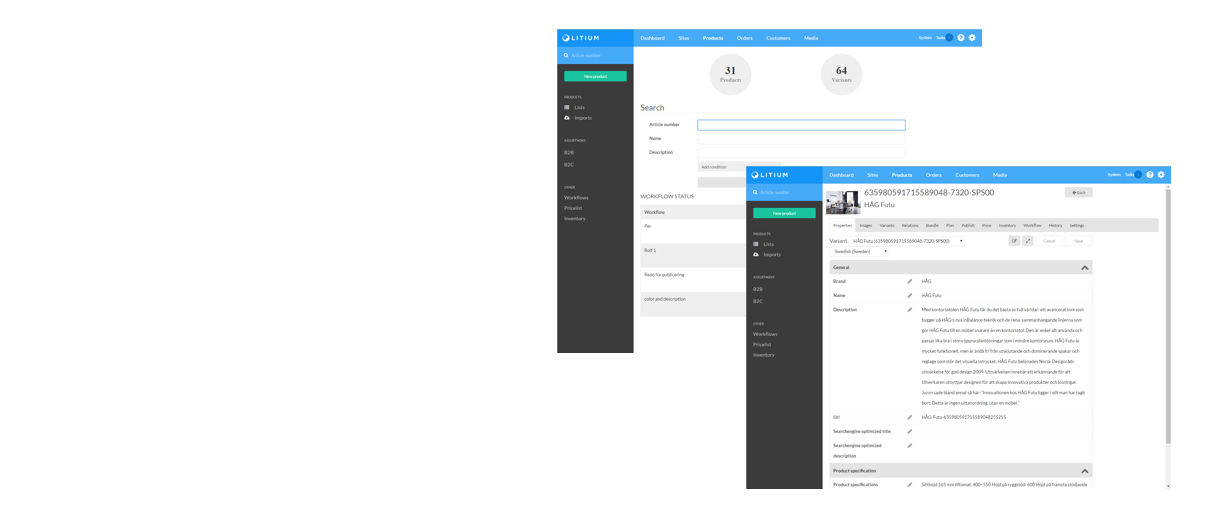 LITIUM
Dashboard Sites Products Orders Customers Media
System Tasks
Article number
New product
PRODUCTS
Lists
Imports
ASSORTMENT
B2B
B2C
OTHER
Workflows
Pricelist
Inventory
31
Products
64
Variants
Search
Article number
Name
Description
Add condition
WORKFLOW STATUS
Workflow
Per
Rolf 1
Redo för publicering
color and description
LITIUM
Dashboard Sites Products Orders Customers Media
System Tasks
Article number
New product
PRODUCTS
Lists
Imports
ASSORTMENT
B2B
B2C
OTHER
Workflows
Pricelist
Inventory
635980591715589048-7320-SPS00
HÅG Futu
Back
Properties Images Variants Relations Bundle Plan Publish Price Inventory Workflow History Settings
Variant HÅG Futu (635980591715589048-7320-SPS00)
Cancel Save
Swedish (Sweden)
General
Brand HÅG
Name HÅG Futu
Description Med kontorsstolen HÅG Futu får du det bästa av två världar: ett avancerat inre som
bygger på HÅG:s nva inBalance-teknik och de rena, sammanhängande linjerna som
gör HÅG Futu till en möbel snarare än en kontorsstol. Den är enkel att använda och
passar lika bra i stora öppna planlösningar som i mindre kontorsrum. HÅG Futu är
mycket funktionell, men är ändå fri från utskjutande och dominerande spakar och
reglage som stör det visuella intrycket. HÅG Futu belönades Norsk Designråds
utmärkelse för god design 2009. Utmärkelsen innebär ett erkännande för att
tillverkaren utnyttjar designen för att skapa innovativa produkter och lösningar.
Juryn sade bland annat så här: "Innovationen hos HÅG Futu ligger i allt man har tagit
bort. Detta är ingen sittanordning, utan en möbel."
Url HÅG-Futu-635980591715589048255255
Searchengine optimized title
Searchengine optimized
description
Product specification
Product specifications Sitthöjd 165 mm liftomat: 400–550 Höjd på ryggstöd: 600 Höjd på främsta stödjande